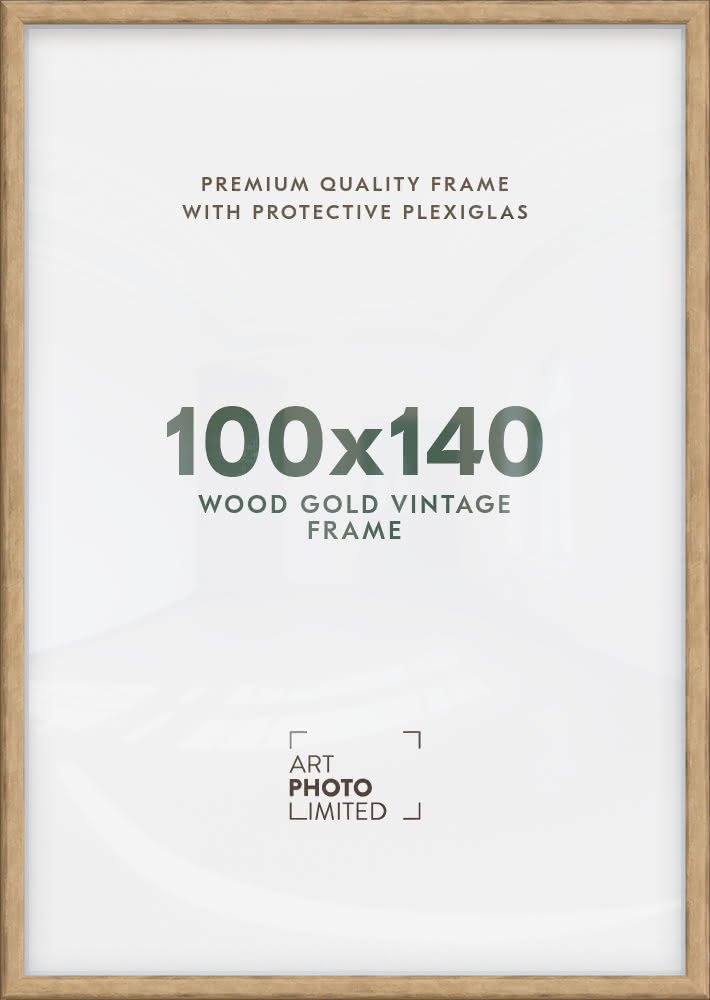 PREMIUM QUALITY FRAME
WITH PROTECTIVE PLEXIGLAS
100x140
WOOD GOLD VINTAGE
FRAME
ART
PHOTO
LIMITED